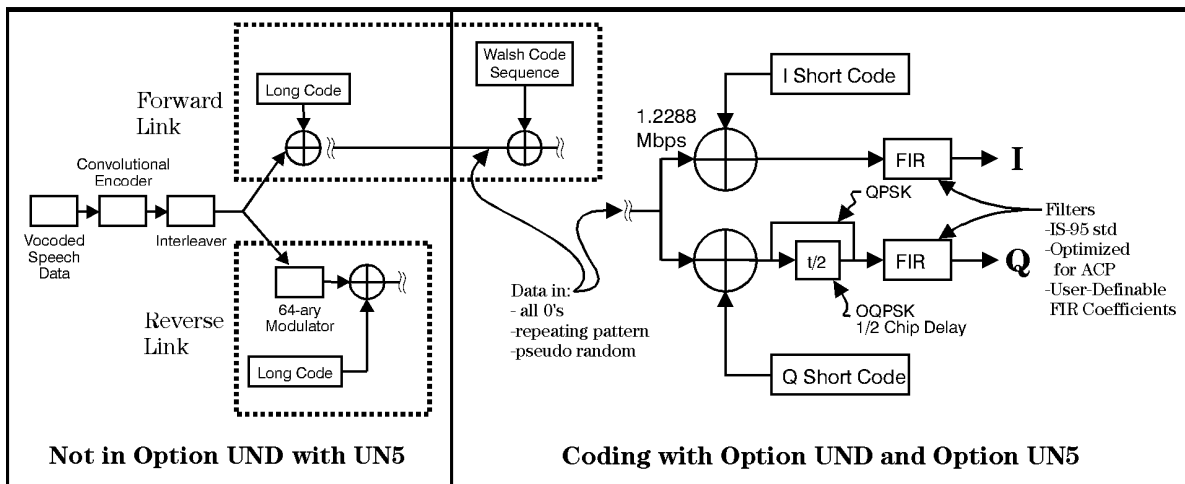 Forward
Link
Long Code
Convolutional
Encoder
Vocoded
Speech
Data
Interleaver
64-ary
Modulator
Reverse
Link
Long Code
Not in Option UND with UN5
Walsh Code
Sequence
I Short Code
1.2288
Mbps
FIR
I
QPSK
t/2
FIR
Q
OQPSK
1/2 Chip Delay
Q Short Code
Data in:
- all 0's
-repeating pattern
-pseudo random
Filters
-IS-95 std
-Optimized
for ACP
-User-Definable
FIR Coefficients
Coding with Option UND and Option UN5